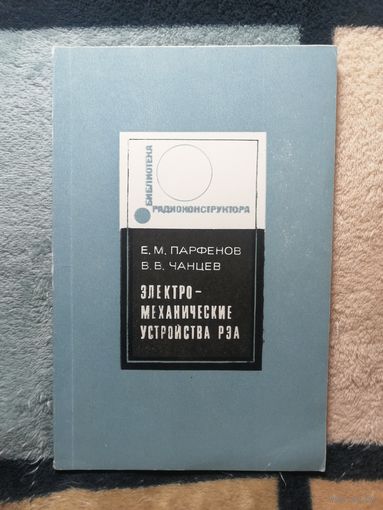 БИБЛИОТЕКА
РАДИОКОНСТРУКТОРА
Е. М. ПАРФЕНОВ
В. В. ЧАНЦЕВ
ЭЛЕКТРО-
МЕХАНИЧЕСКИЕ
УСТРОЙСТВА РЭА